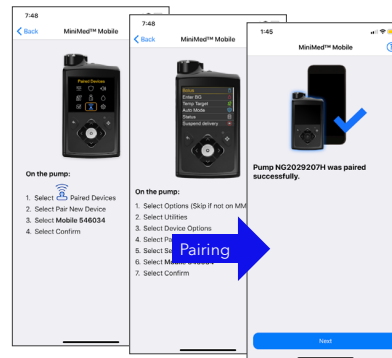 7:48
Back
MiniMed™ Mobile
Paired Devices
On the pump:
1. Select Paired Devices
2. Select Pair New Device
3. Select Mobile 546034
4. Select Confirm
7:48
Back
MiniMed™ Mobile
Bolus
Enter BG
Temp Target
Auto Mode
Status
Suspend delivery
On the pump:
1. Select Options (Skip if not on MM
2. Select Utilities
3. Select Device Options
4. Select Pa
5. Select Se
6. Select Mo
7. Select Confirm
Pairing
1:45
MiniMed™ Mobile
Pump NG2029207H was paired
successfully.
Next